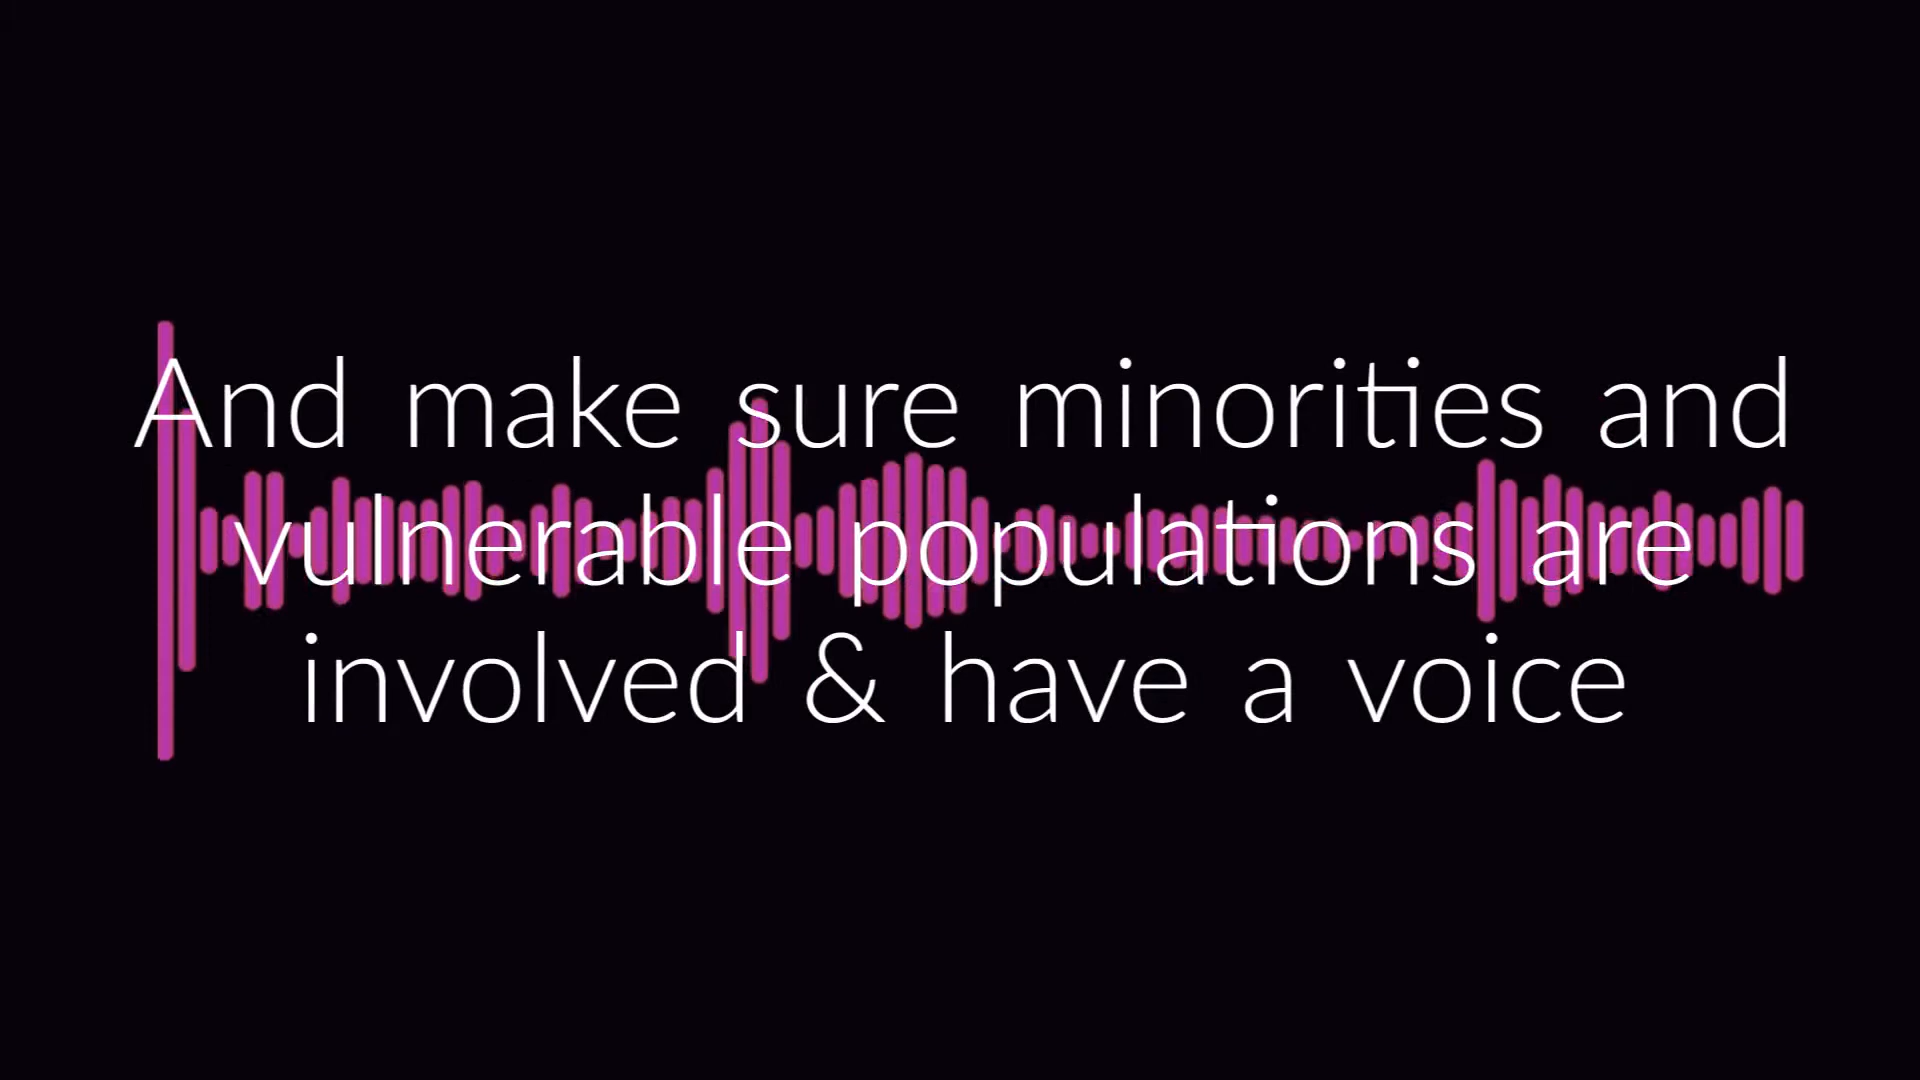 And make sure minorities and
vulnerable populations are
involved & have a voice